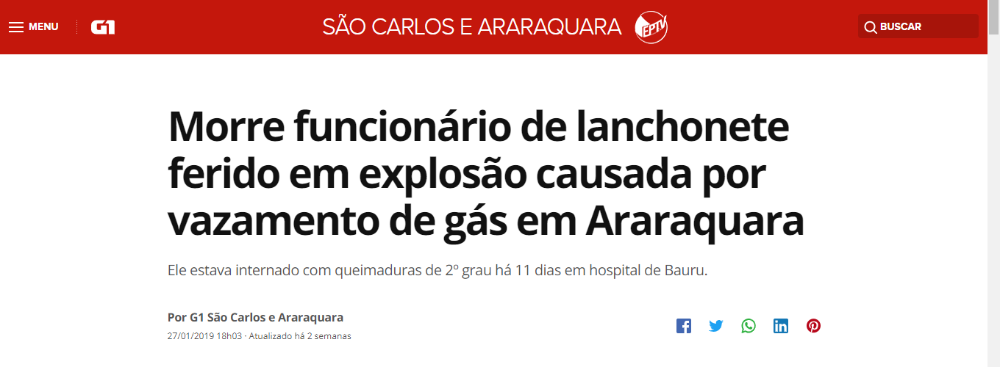 MENU
G1
SÃO CARLOS E ARARAQUARA
EPTV
BUSCAR
Morre funcionário de lanchonete
ferido em explosão causada por
vazamento de gás em Araraquara
Ele estava internado com queimaduras de 2º grau há 11 dias em hospital de Bauru.
Por G1 São Carlos e Araraquara
27/01/2019 18h03 · Atualizado há 2 semanas